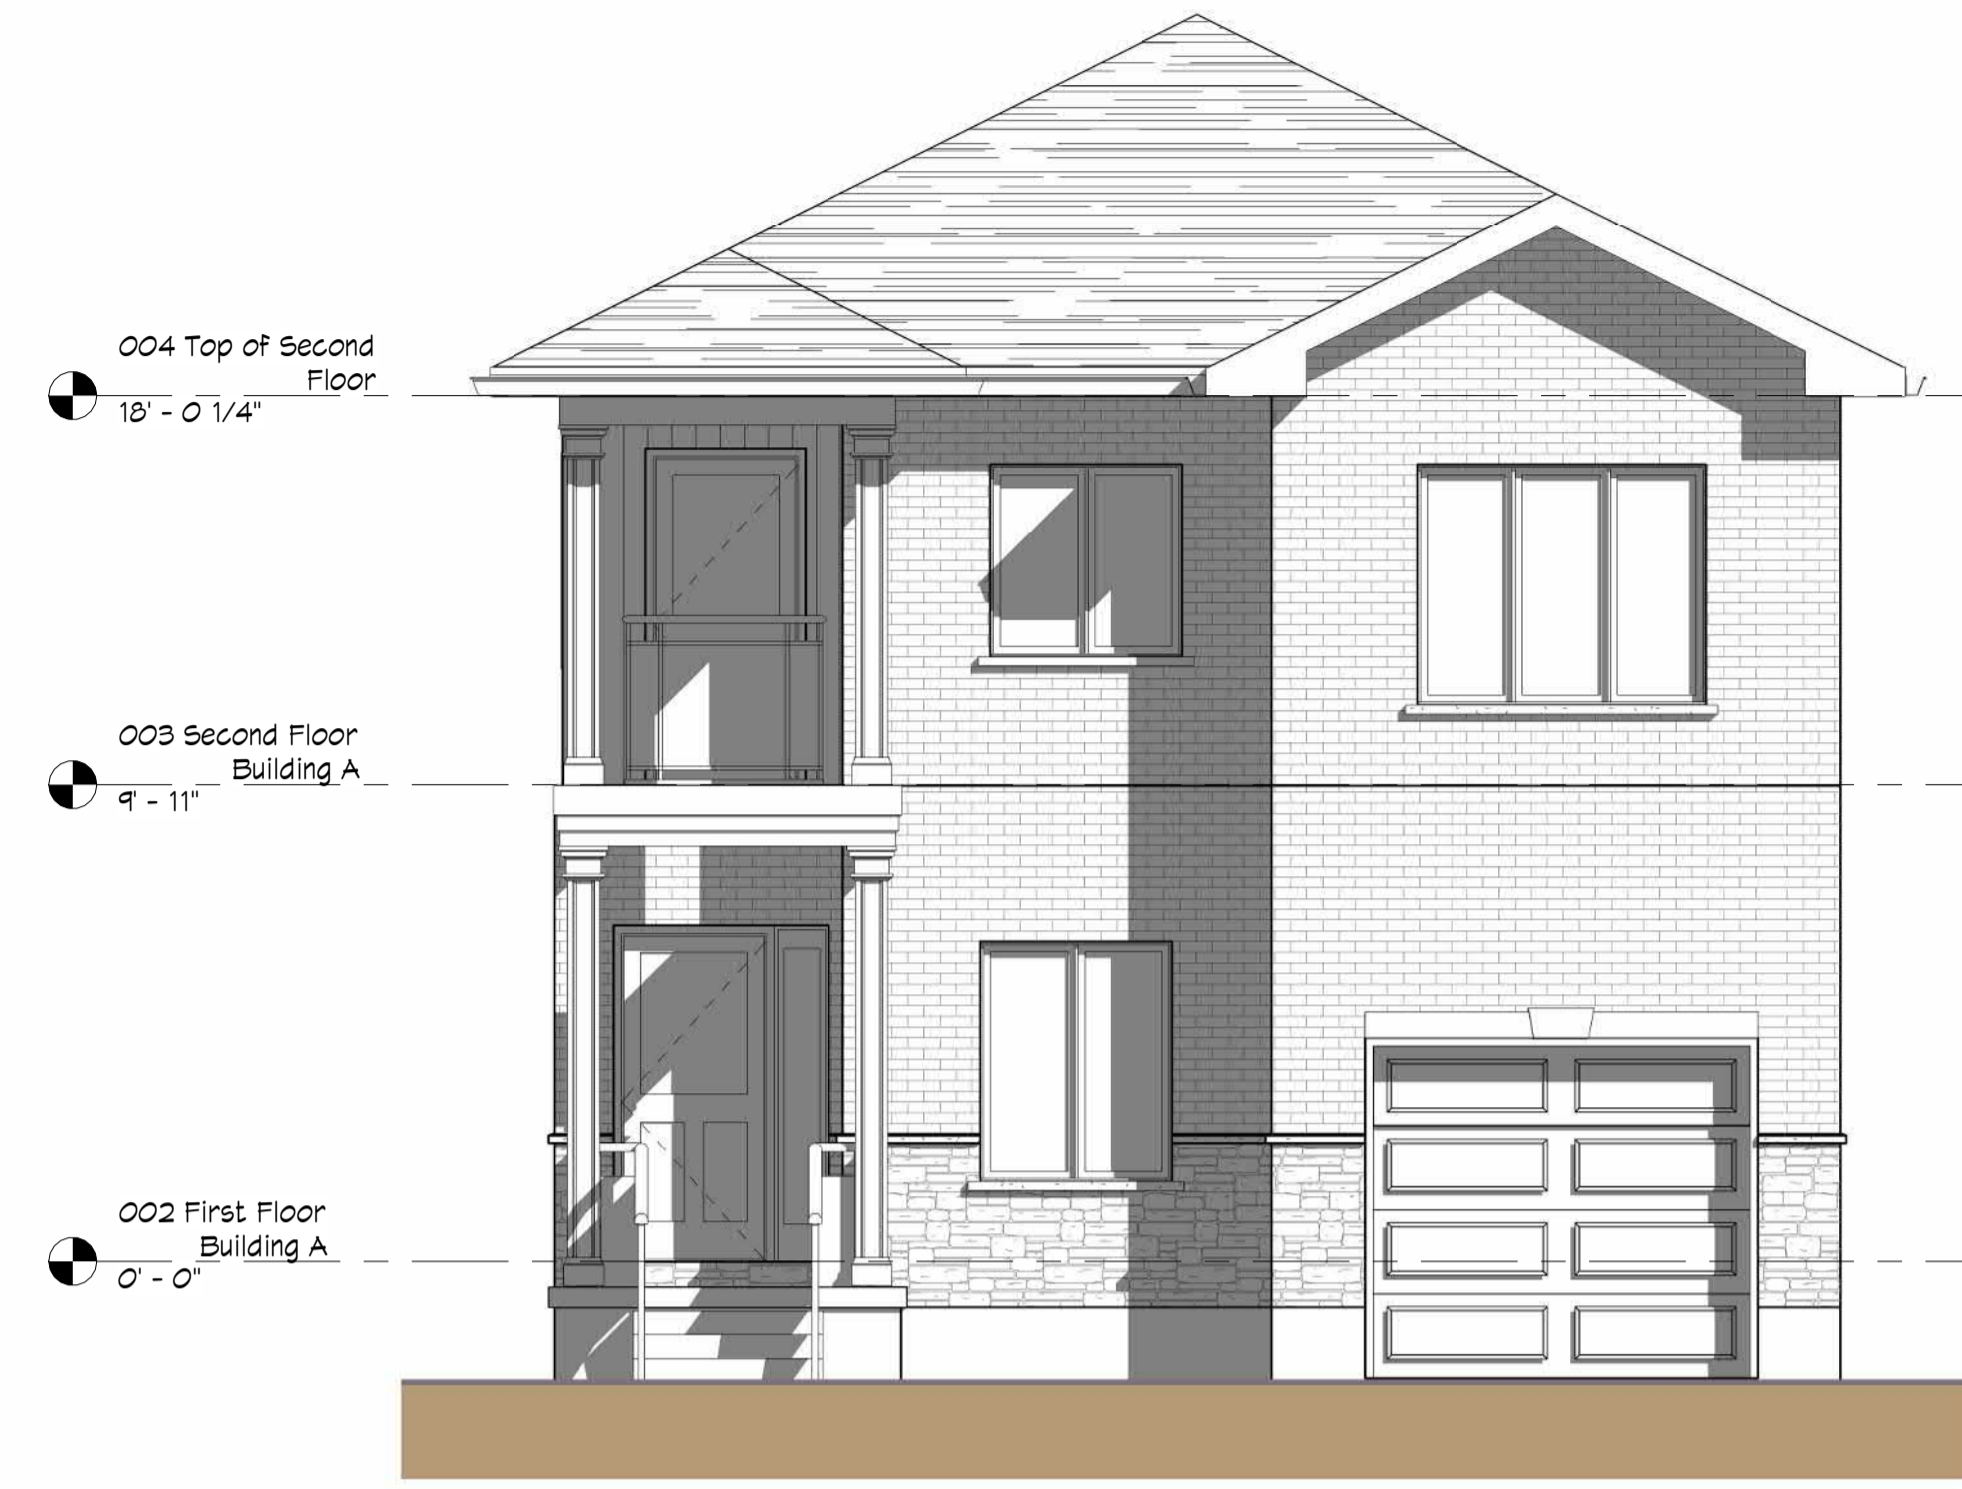 004 Top of Second
Floor
18' - 0 1/4"
003 Second Floor
Building A
9' - 11"
002 First Floor
Building A
0' - 0"